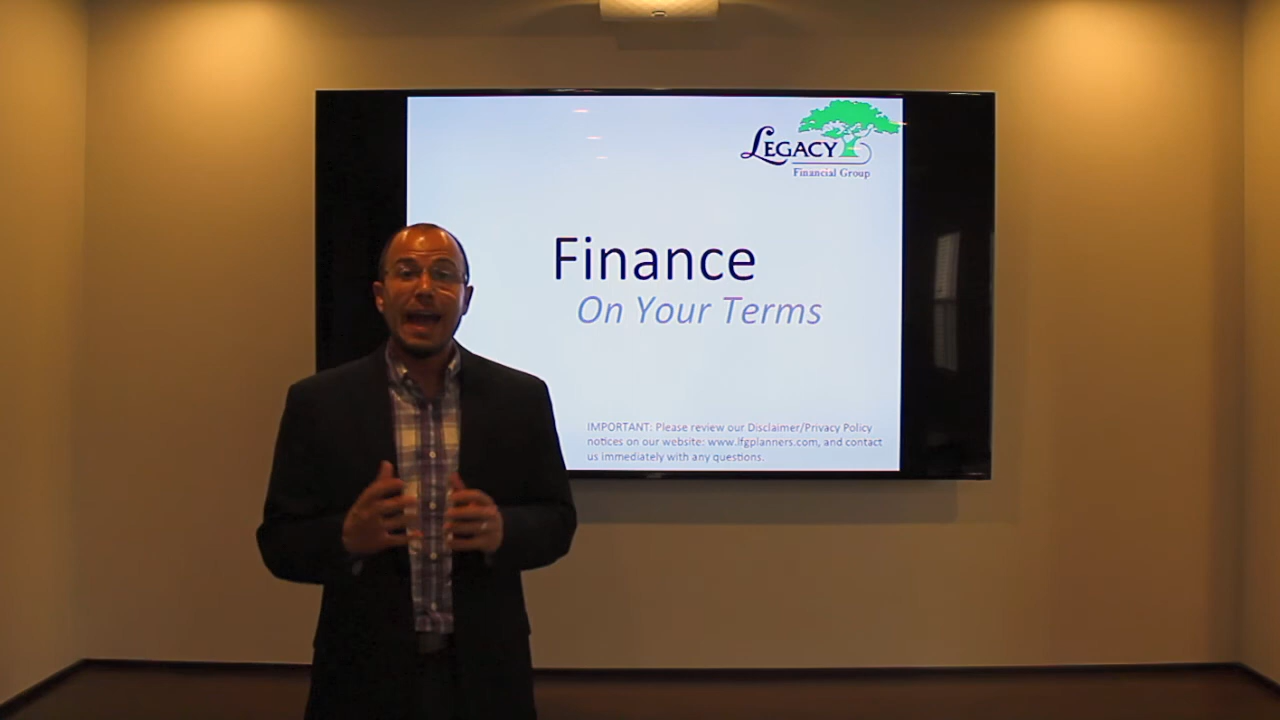 LEGACY
Financial Group
Finance
On Your Terms
IMPORTANT: Please review our Disclaimer/Privacy Policy
notices on our website: www.lfgplanners.com, and contact
us immediately with any questions.